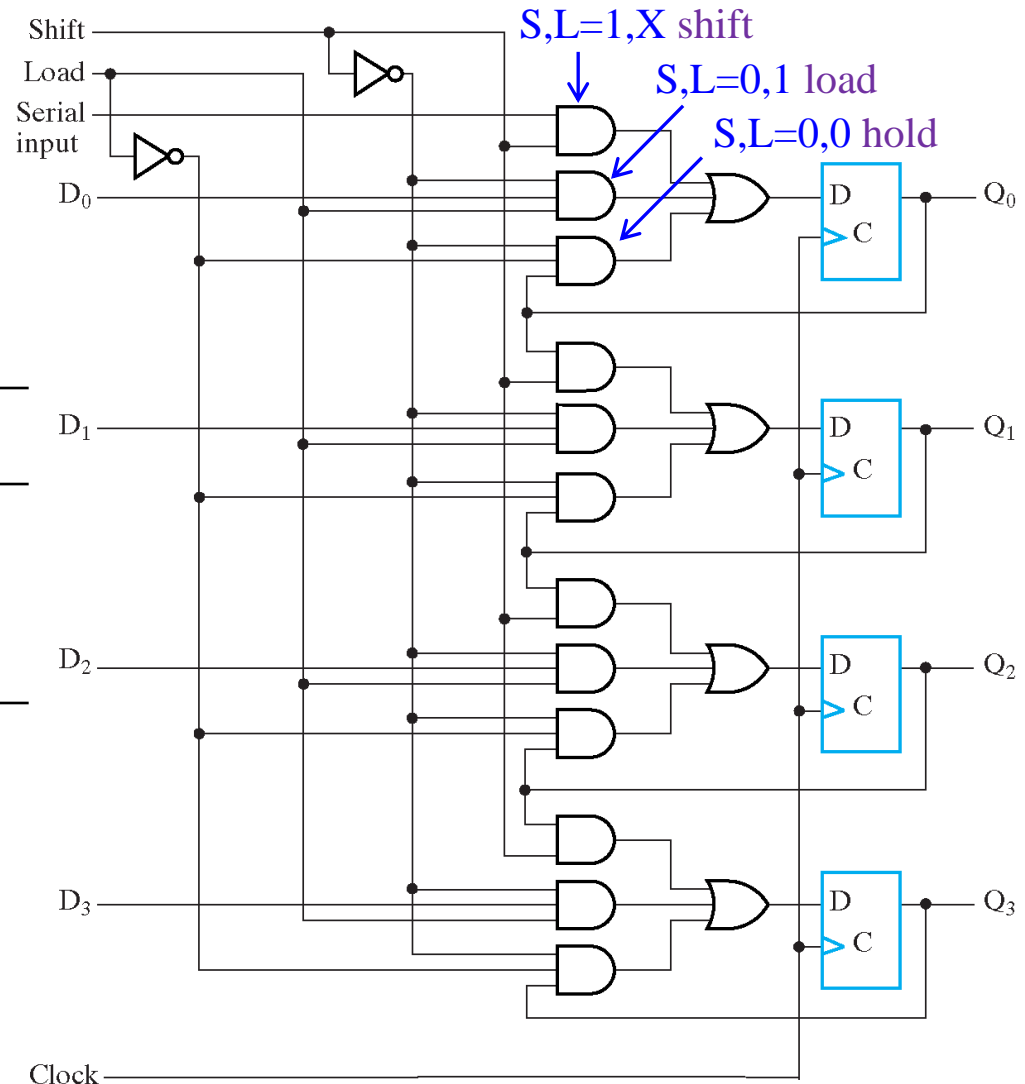 Shift
S,L=1,X shift
Load
S,L=0,1 load
Serial
input
S,L=0,0 hold
D₀
D
Q₀
C
D₁
D
Q₁
C
D₂
D
Q₂
C
D₃
D
Q₃
C
Clock